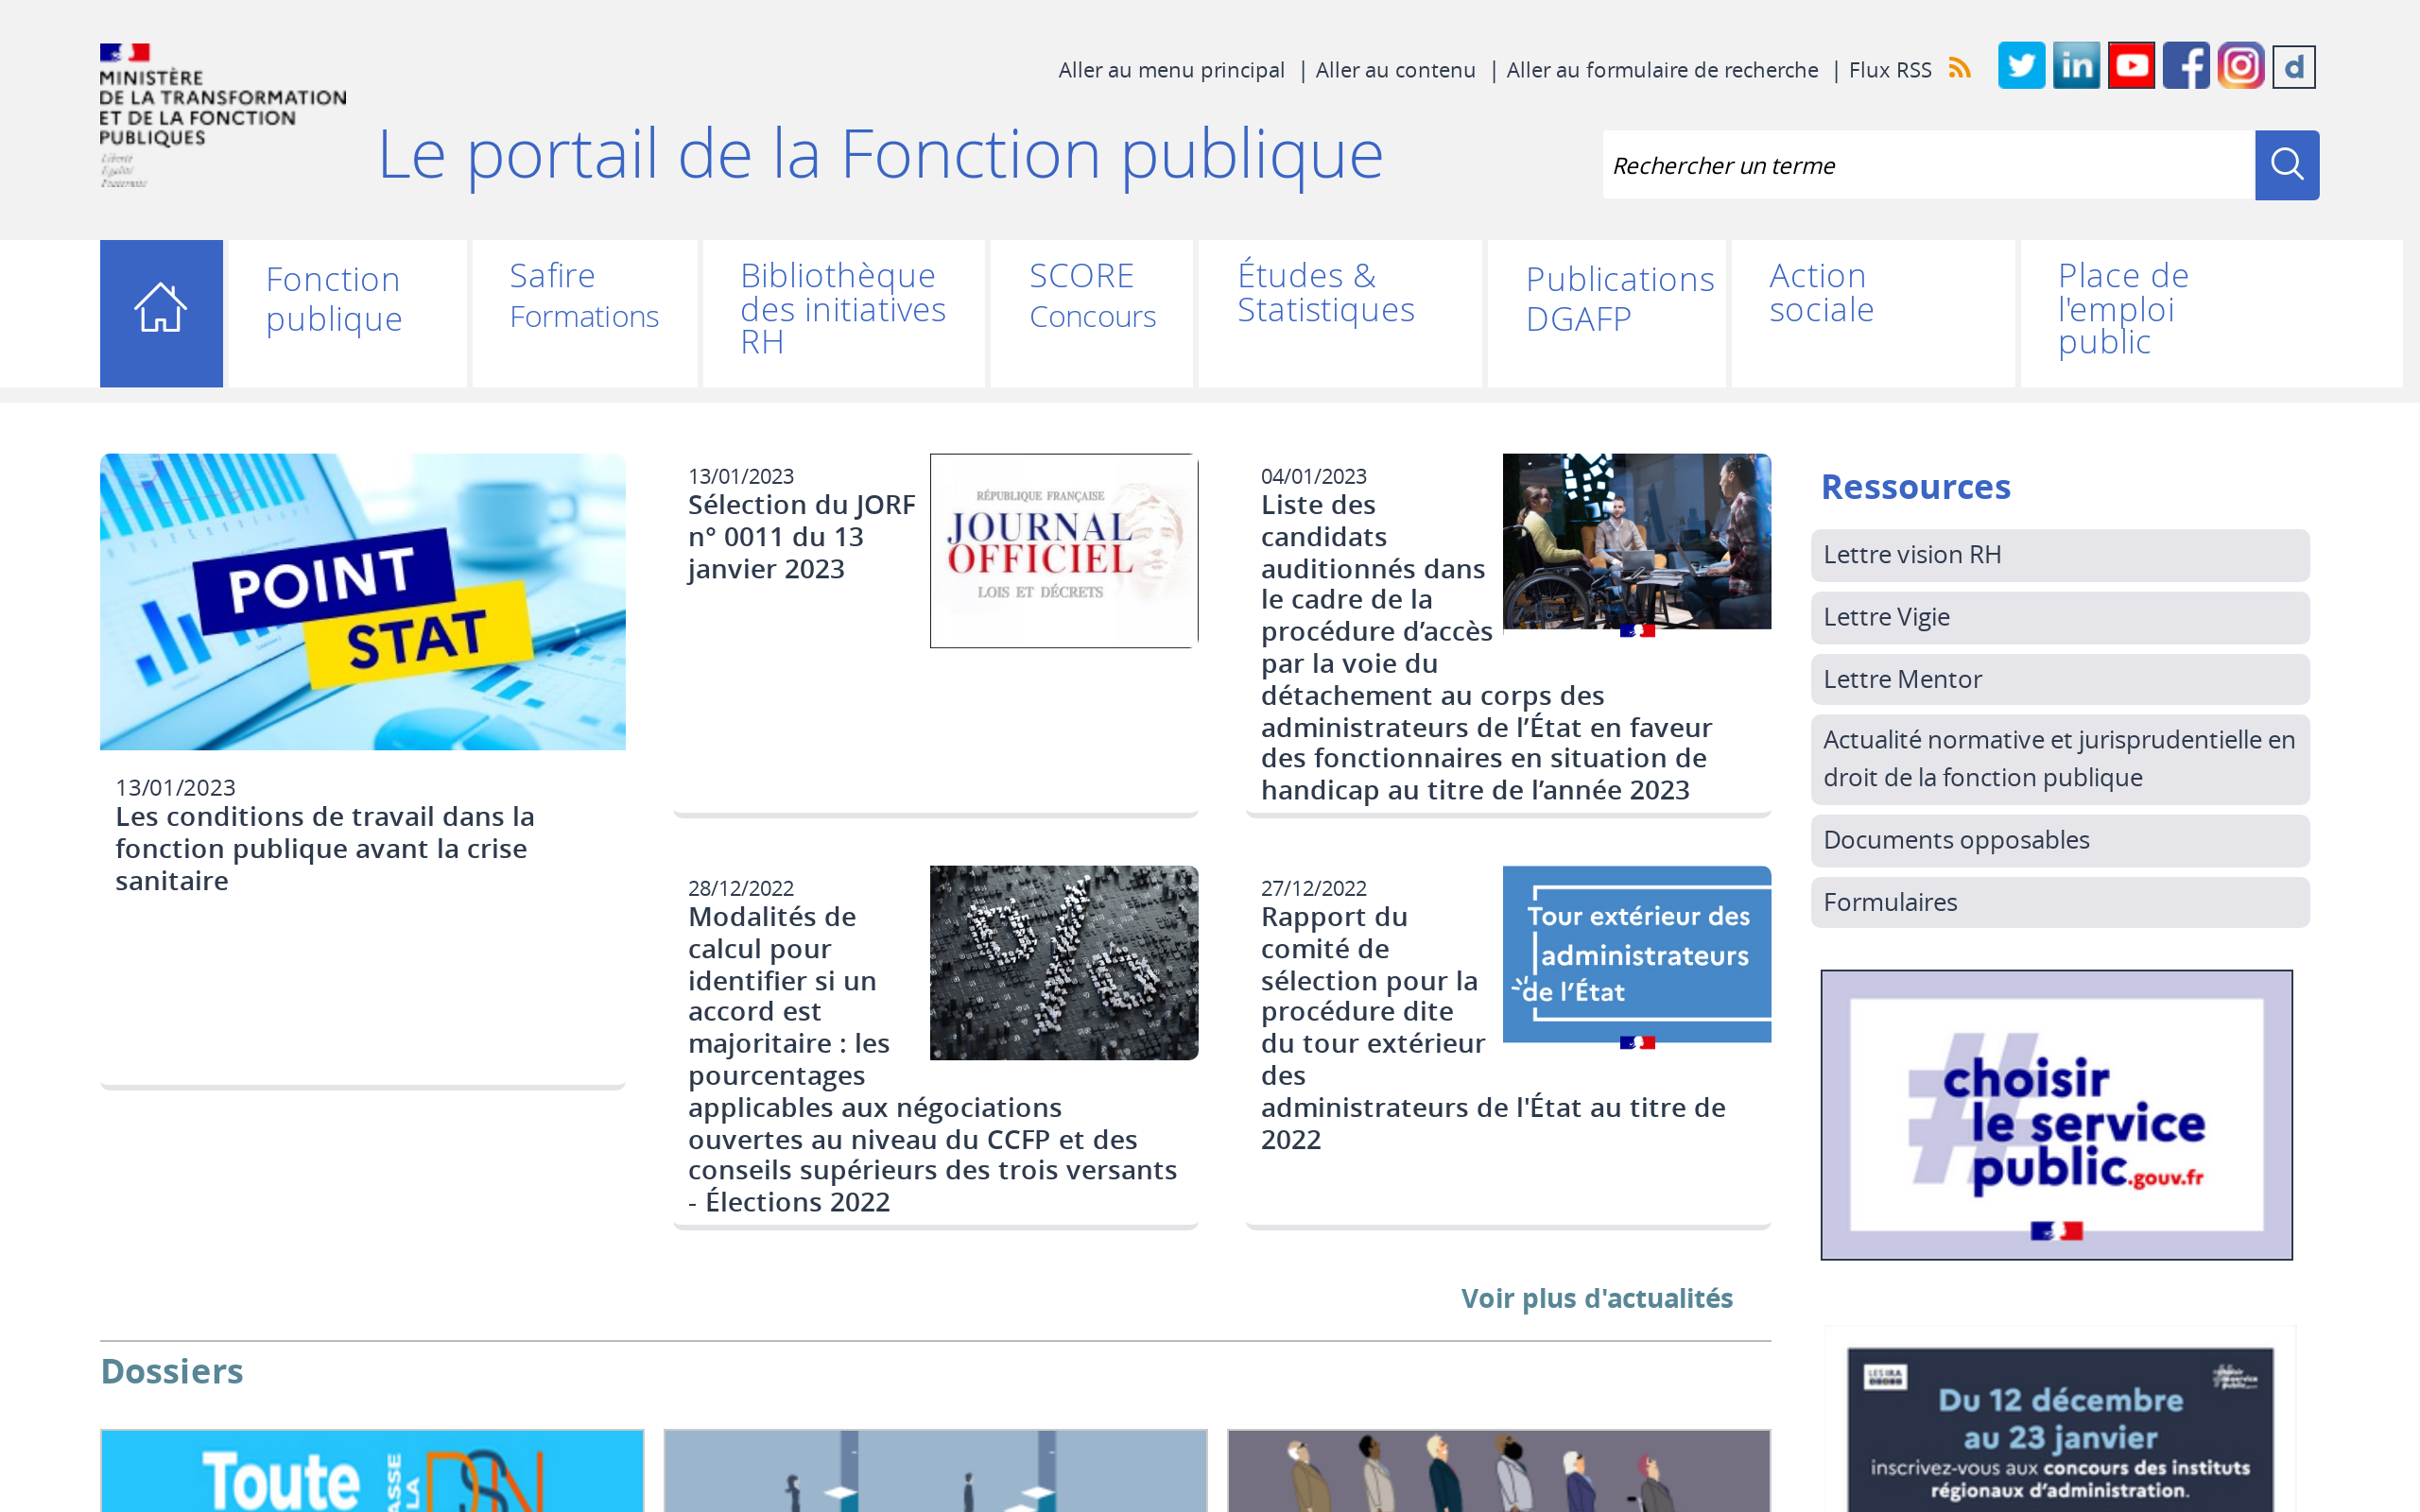 MINISTÈRE
DE LA TRANSFORMATION
ET DE LA FONCTION
PUBLIQUES
Liberté
Égalité
Fraternité
Aller au menu principal | Aller au contenu | Aller au formulaire de recherche | Flux RSS
in
d
Le portail de la Fonction publique
Rechercher un terme
Fonction
publique
Safire
Formations
Bibliothèque
des initiatives
RH
SCORE
Concours
Études &
Statistiques
Publications
DGAFP
Action
sociale
Place de
l'emploi
public
POINT
STAT
13/01/2023
Les conditions de travail dans la
fonction publique avant la crise
sanitaire
13/01/2023
Sélection du JORF
n° 0011 du 13
janvier 2023
RÉPUBLIQUE FRANÇAISE
JOURNAL
OFFICIEL
LOIS ET DÉCRETS
04/01/2023
Liste des
candidats
auditionnés dans
le cadre de la
procédure d’accès
par la voie du
détachement au corps des
administrateurs de l’État en faveur
des fonctionnaires en situation de
handicap au titre de l’année 2023
28/12/2022
Modalités de
calcul pour
identifier si un
accord est
majoritaire : les
pourcentages
applicables aux négociations
ouvertes au niveau du CCFP et des
conseils supérieurs des trois versants
- Élections 2022
%
27/12/2022
Rapport du
comité de
sélection pour la
procédure dite
du tour extérieur
des
administrateurs de l'État au titre de
2022
Tour extérieur des
administrateurs
de l’État
Voir plus d'actualités
Ressources
Lettre vision RH
Lettre Vigie
Lettre Mentor
Actualité normative et jurisprudentielle en
droit de la fonction publique
Documents opposables
Formulaires
#
choisir
le service
public.gouv.fr
LES IRA
Du 12 décembre
au 23 janvier
inscrivez-vous aux concours des instituts
régionaux d’administration.
Dossiers
Toute
DSN